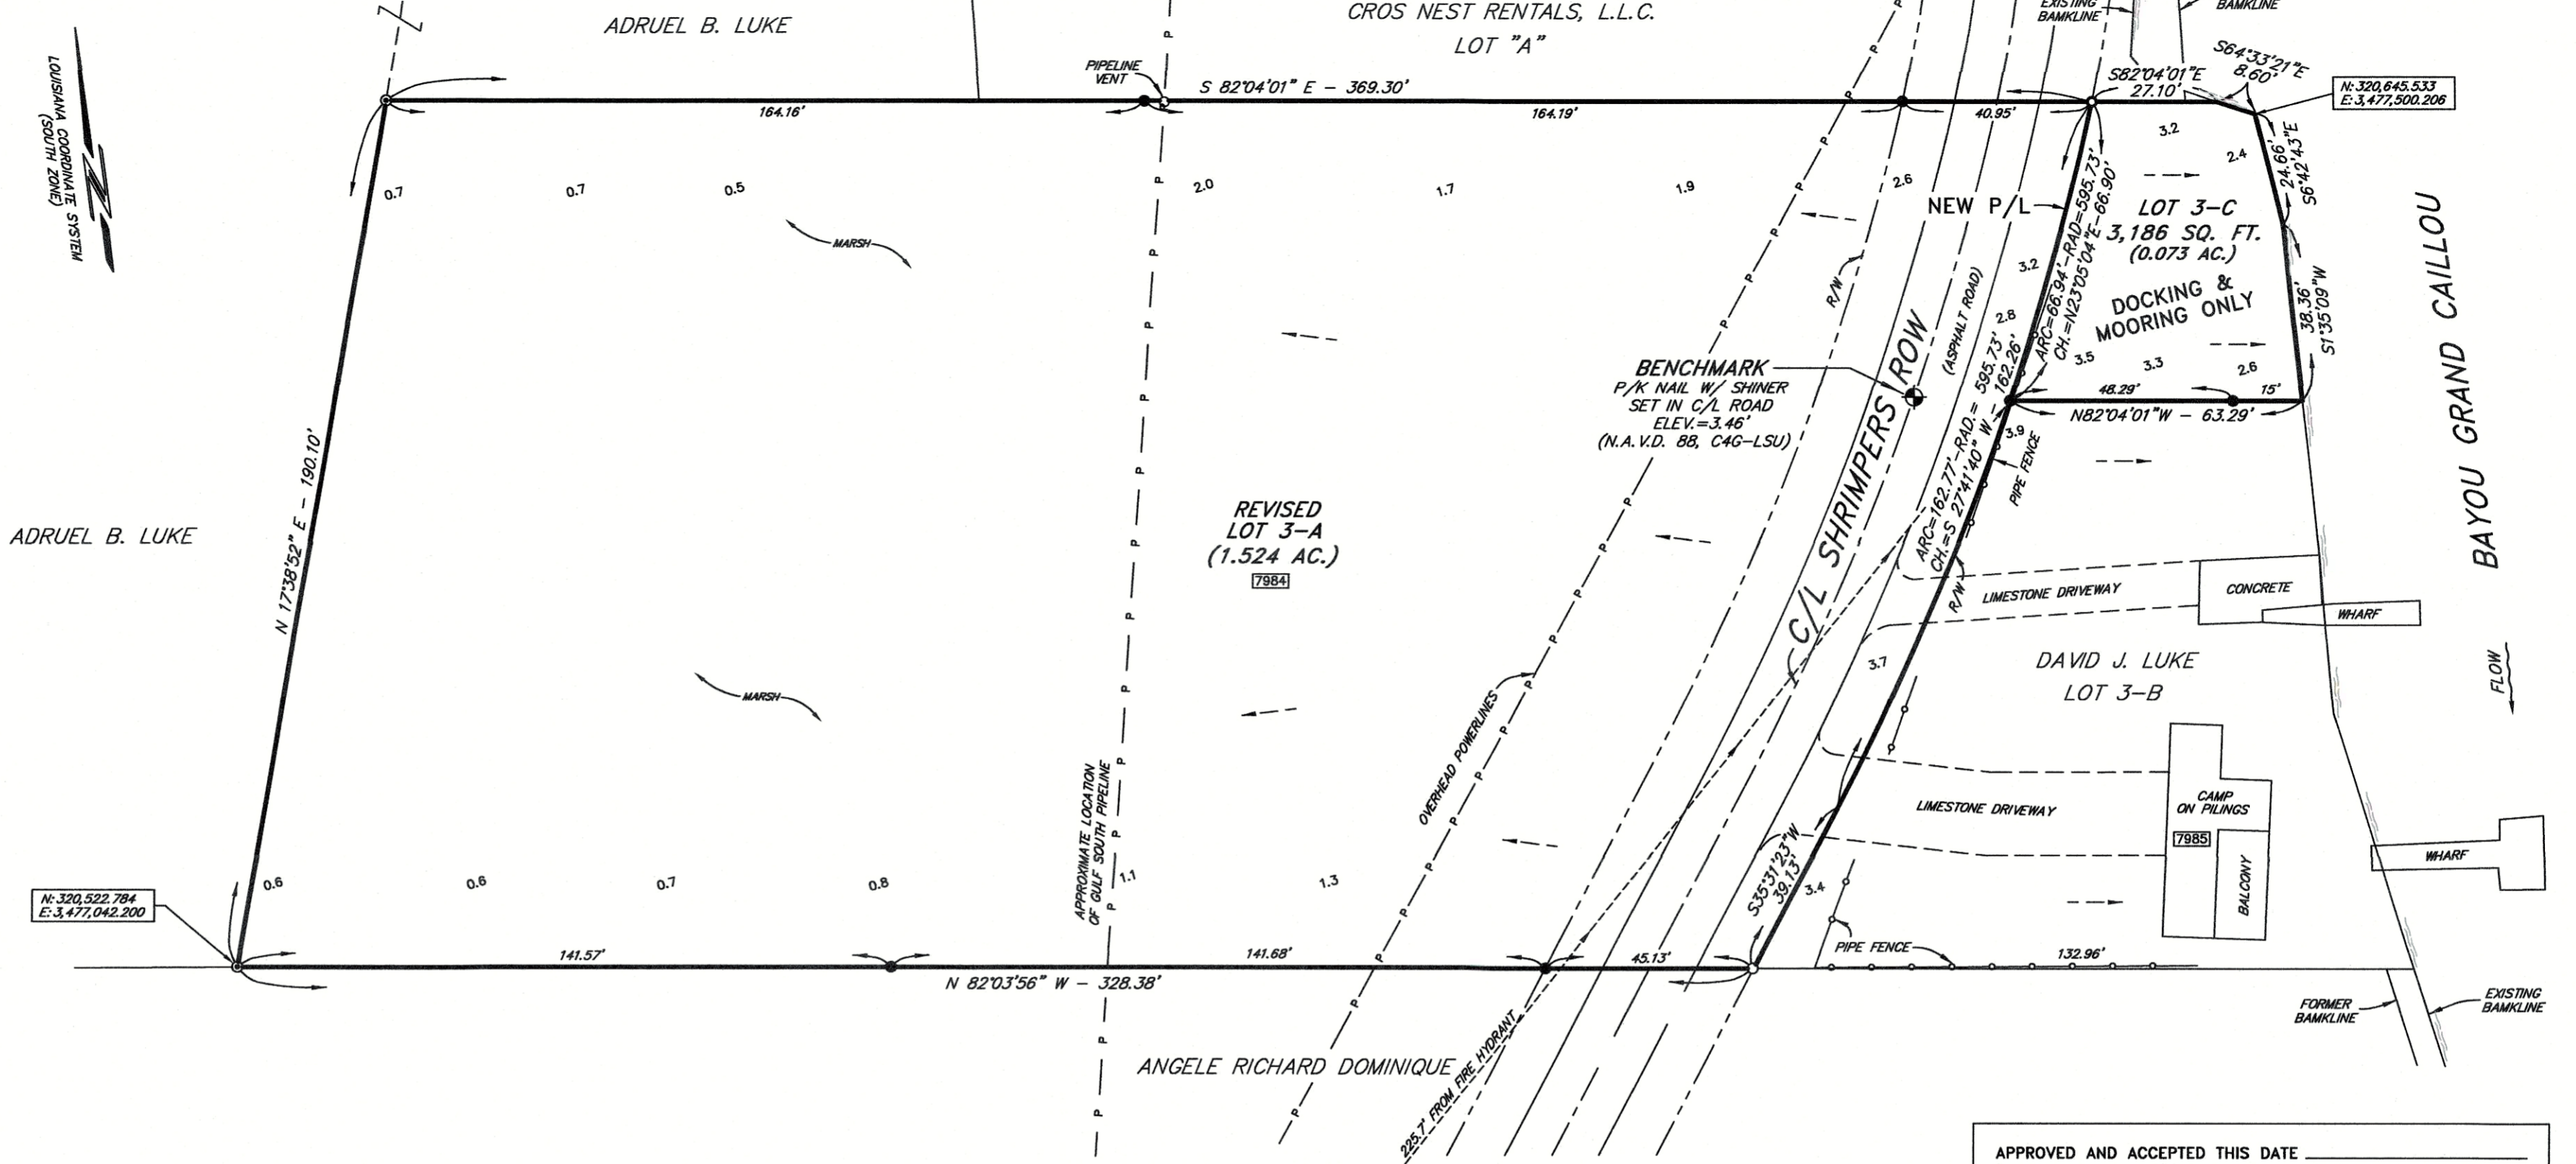 ADRUEL B. LUKE
CROS NEST RENTALS, L.L.C.
LOT "A"
EXISTING
BAMKLINE
BAMKLINE
LOUISIANA COORDINATE SYSTEM
(SOUTH ZONE)
N
PIPELINE
VENT
S 82°04'01" E - 369.30'
164.16'
164.19'
40.95'
S82°04'01"E
27.10'
S64°33'21"E
8.60'
N: 320,645.533
E: 3,477,500.206
0.7
0.7
0.5
2.0
1.7
1.9
2.6
3.2
2.4
24.66'
S6°42'43"E
MARSH
NEW P/L
R/W
LOT 3-C
3,186 SQ. FT.
(0.073 AC.)
DOCKING &
MOORING ONLY
ARC=66.94'-RAD=595.73'
CH.=N23°05'04"E-66.90'
3.2
2.8
3.5
3.3
2.6
38.36'
S1°35'09"W
(ASPHALT ROAD)
C/L SHRIMPERS ROW
BENCHMARK
P/K NAIL W/ SHINER
SET IN C/L ROAD
ELEV.=3.46'
(N.A.V.D. 88, C4G-LSU)
48.29'
15'
N82°04'01"W - 63.29'
BAYOU GRAND CAILLOU
FLOW
N 17°38'52" E - 190.10'
ADRUEL B. LUKE
REVISED
LOT 3-A
(1.524 AC.)
7984
ARC=162.77'-RAD.= 595.73'
CH.=S 27°41'40" W - 162.26'
3.9
PIPE FENCE
R/W
LIMESTONE DRIVEWAY
CONCRETE
WHARF
3.7
DAVID J. LUKE
LOT 3-B
MARSH
OVERHEAD POWERLINES
APPROXIMATE LOCATION
OF GULF SOUTH PIPELINE
LIMESTONE DRIVEWAY
CAMP
ON PILINGS
7985
BALCONY
WHARF
S35°31'23"W
39.13'
3.4
0.6
0.6
0.7
0.8
1.1
1.3
N: 320,522.784
E: 3,477,042.200
141.57'
141.68'
45.13'
PIPE FENCE
132.96'
N 82°03'56" W - 328.38'
FORMER
BAMKLINE
EXISTING
BAMKLINE
ANGELE RICHARD DOMINIQUE
225.7' FROM FIRE HYDRANT
APPROVED AND ACCEPTED THIS DATE